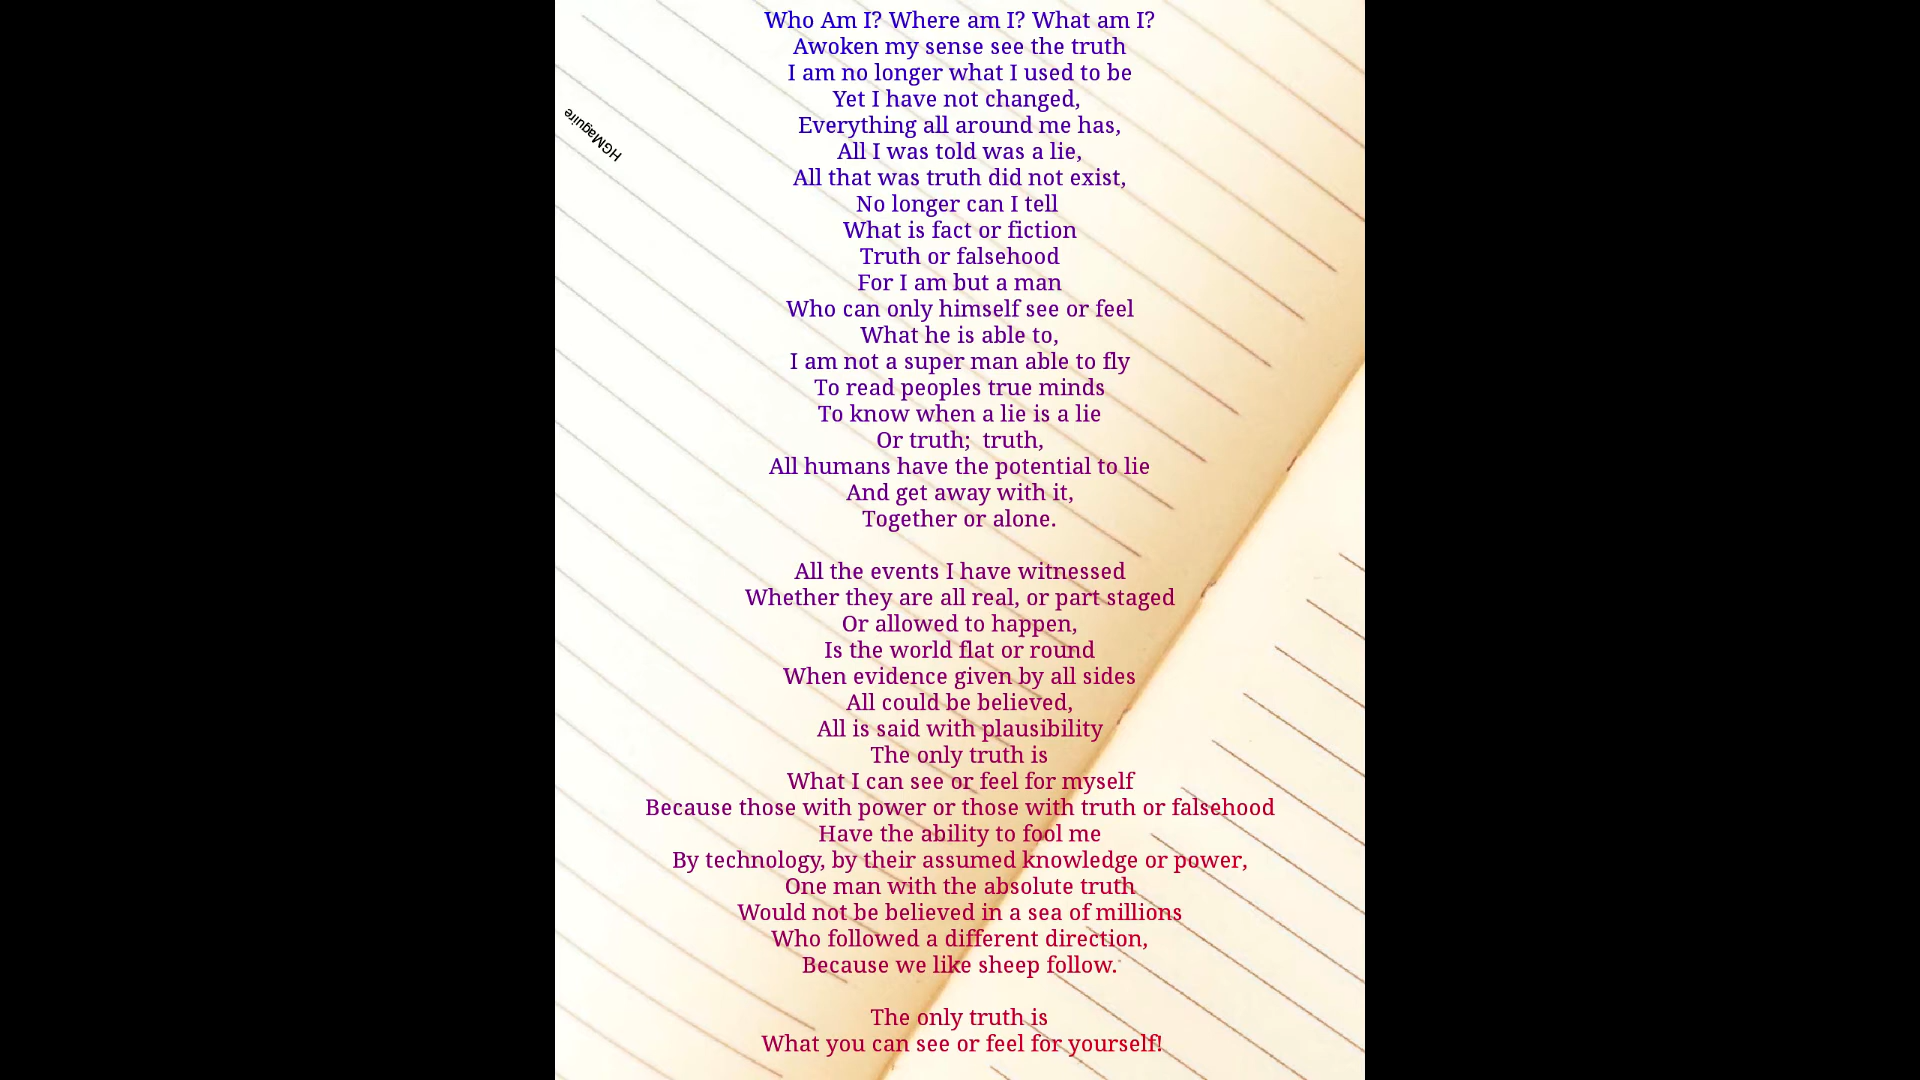 Who Am I? Where am I? What am I?
Awoken my sense see the truth
I am no longer what I used to be
Yet I have not changed,
Everything all around me has,
All I was told was a lie,
All that was truth did not exist,
No longer can I tell
What is fact or fiction
Truth or falsehood
For I am but a man
Who can only himself see or feel
What he is able to,
I am not a super man able to fly
To read peoples true minds
To know when a lie is a lie
Or truth;  truth,
All humans have the potential to lie
And get away with it,
Together or alone.

All the events I have witnessed
Whether they are all real, or part staged
Or allowed to happen,
Is the world flat or round
When evidence given by all sides
All could be believed,
All is said with plausibility
The only truth is
What I can see or feel for myself
Because those with power or those with truth or falsehood
Have the ability to fool me
By technology, by their assumed knowledge or power,
One man with the absolute truth
Would not be believed in a sea of millions
Who followed a different direction,
Because we like sheep follow.

The only truth is
What you can see or feel for yourself!
HGMaguire